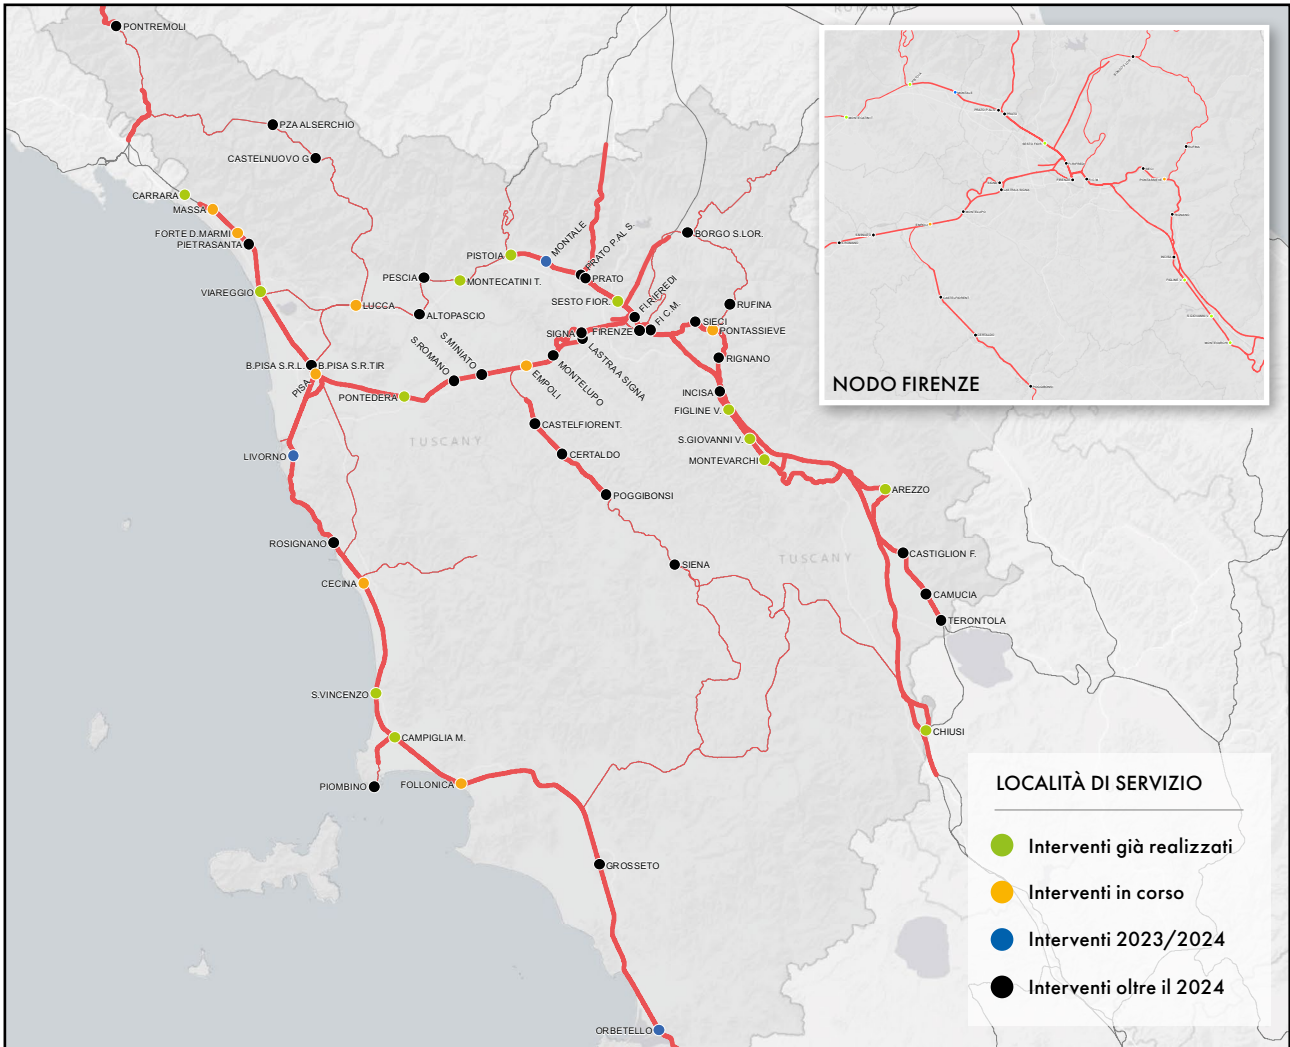 PONTREMOLI
PZA ALSERCHIO
CASTELNUOVO G.
CARRARA
MASSA
FORTE D.MARMI
PIETRASANTA
VIAREGGIO
LUCCA
PESCIA
ALTOPASCIO
MONTECATINI T.
PISTOIA
MONTALE
PRATO P.AL S.
PRATO
SESTO FIOR.
FI.RIFREDI
FI C.M.
FIRENZE
BORGO S.LOR.
RUFINA
SIECI
PONTASSIEVE
RIGNANO
INCISA
FIGLINE V.
S.GIOVANNI V.
MONTEVARCHI
SIGNA
LASTRA A SIGNA
MONTELUPO
EMPOLI
S.MINIATO
S.ROMANO
PONTEDERA
B.PISA S.R.L.
B.PISA S.R.TIR
PISA
LIVORNO
TUSCANY
CASTELFIORENT.
CERTALDO
POGGIBONSI
SIENA
TUSCANY
AREZZO
CASTIGLION F.
CAMUCIA
TERONTOLA
CHIUSI
ROSIGNANO
CECINA
S.VINCENZO
CAMPIGLIA M.
PIOMBINO
FOLLONICA
GROSSETO
ORBETELLO
NODO FIRENZE
LOCALITÀ DI SERVIZIO
Interventi già realizzati
Interventi in corso
Interventi 2023/2024
Interventi oltre il 2024